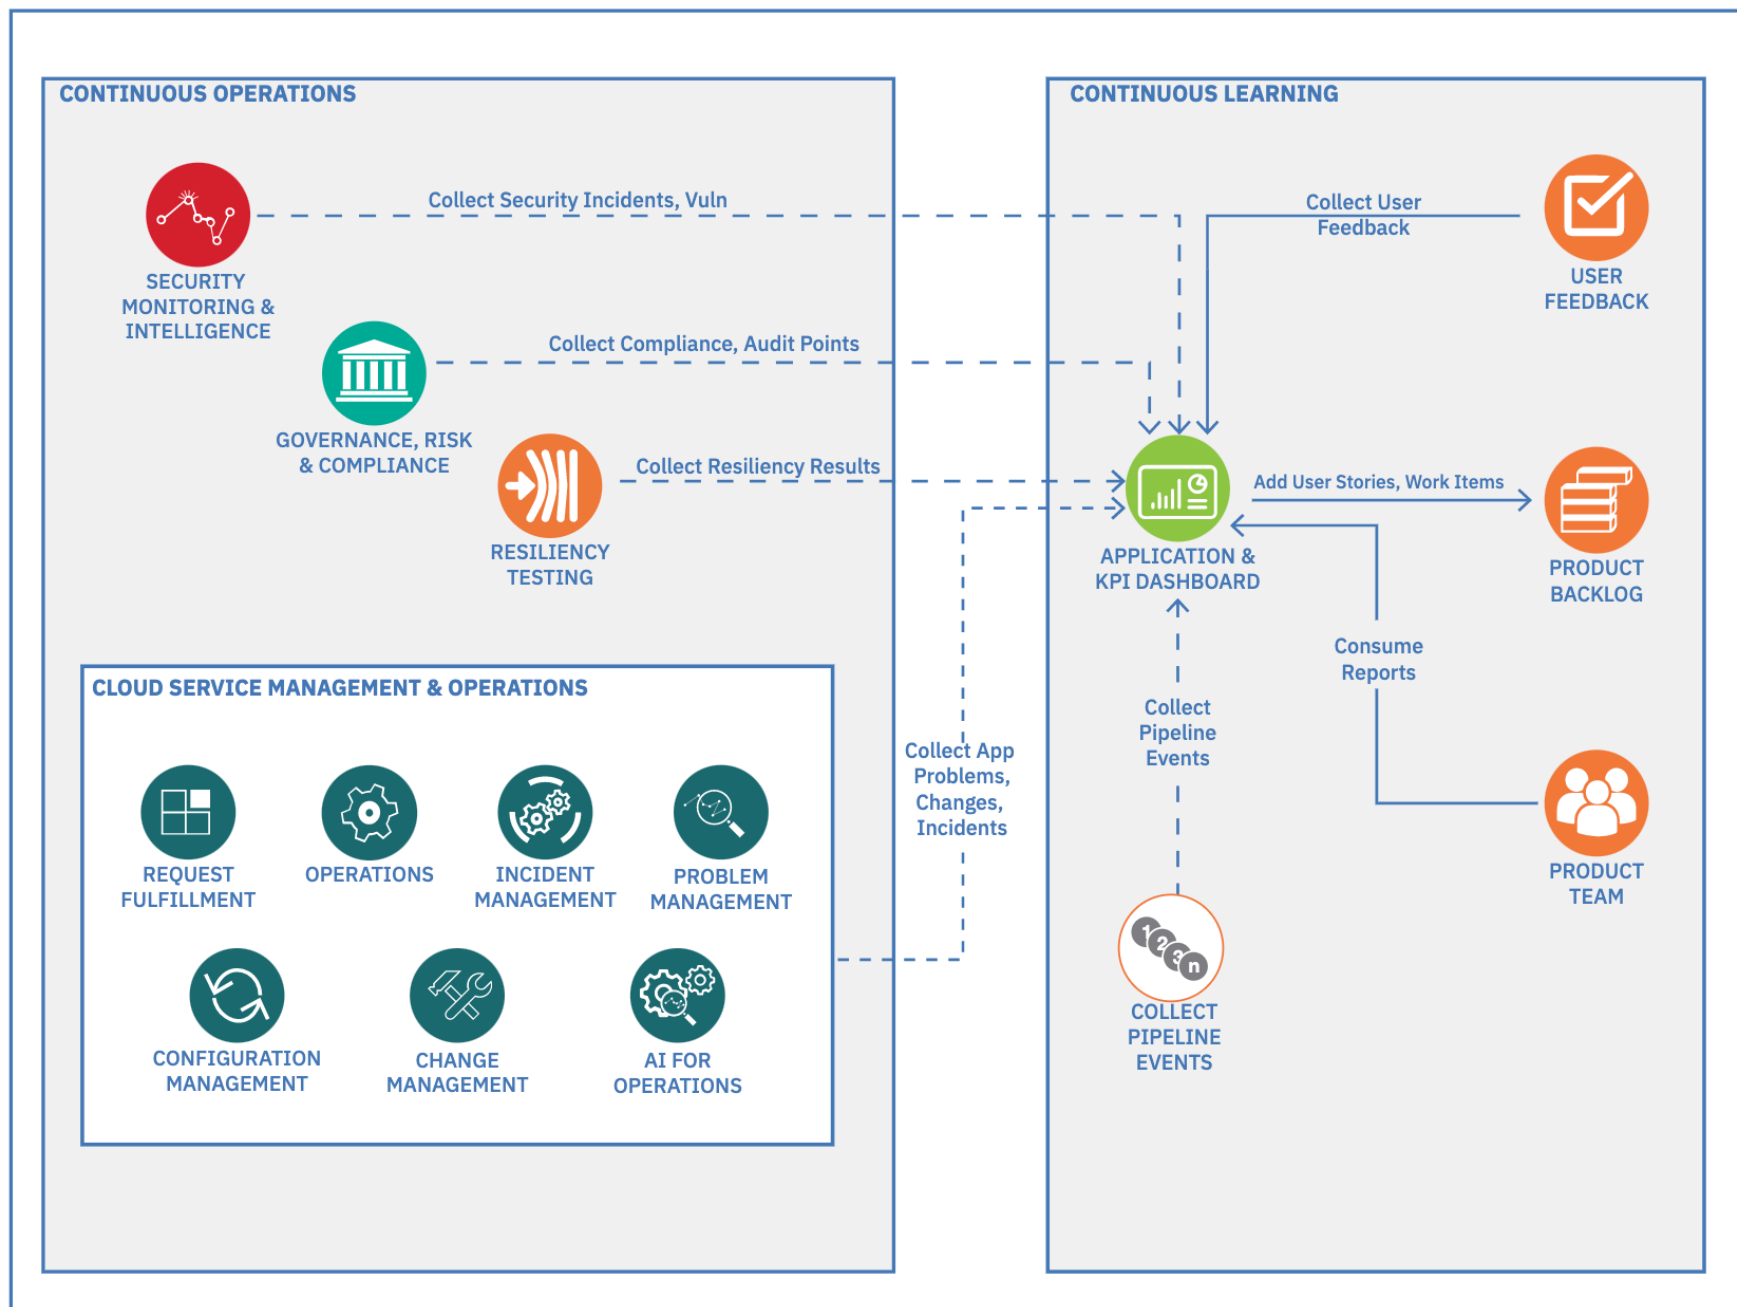 CONTINUOUS OPERATIONS
Collect Security Incidents, Vuln
SECURITY
MONITORING &
INTELLIGENCE
Collect Compliance, Audit Points
GOVERNANCE, RISK
& COMPLIANCE
Collect Resiliency Results
RESILIENCY
TESTING
CLOUD SERVICE MANAGEMENT & OPERATIONS
REQUEST
FULFILLMENT
OPERATIONS
INCIDENT
MANAGEMENT
PROBLEM
MANAGEMENT
CONFIGURATION
MANAGEMENT
CHANGE
MANAGEMENT
AI FOR
OPERATIONS
Collect App
Problems,
Changes,
Incidents
CONTINUOUS LEARNING
Collect User
Feedback
USER
FEEDBACK
APPLICATION &
KPI DASHBOARD
Add User Stories, Work Items
PRODUCT
BACKLOG
Consume
Reports
PRODUCT
TEAM
Collect
Pipeline
Events
1
2
3
n
COLLECT
PIPELINE
EVENTS